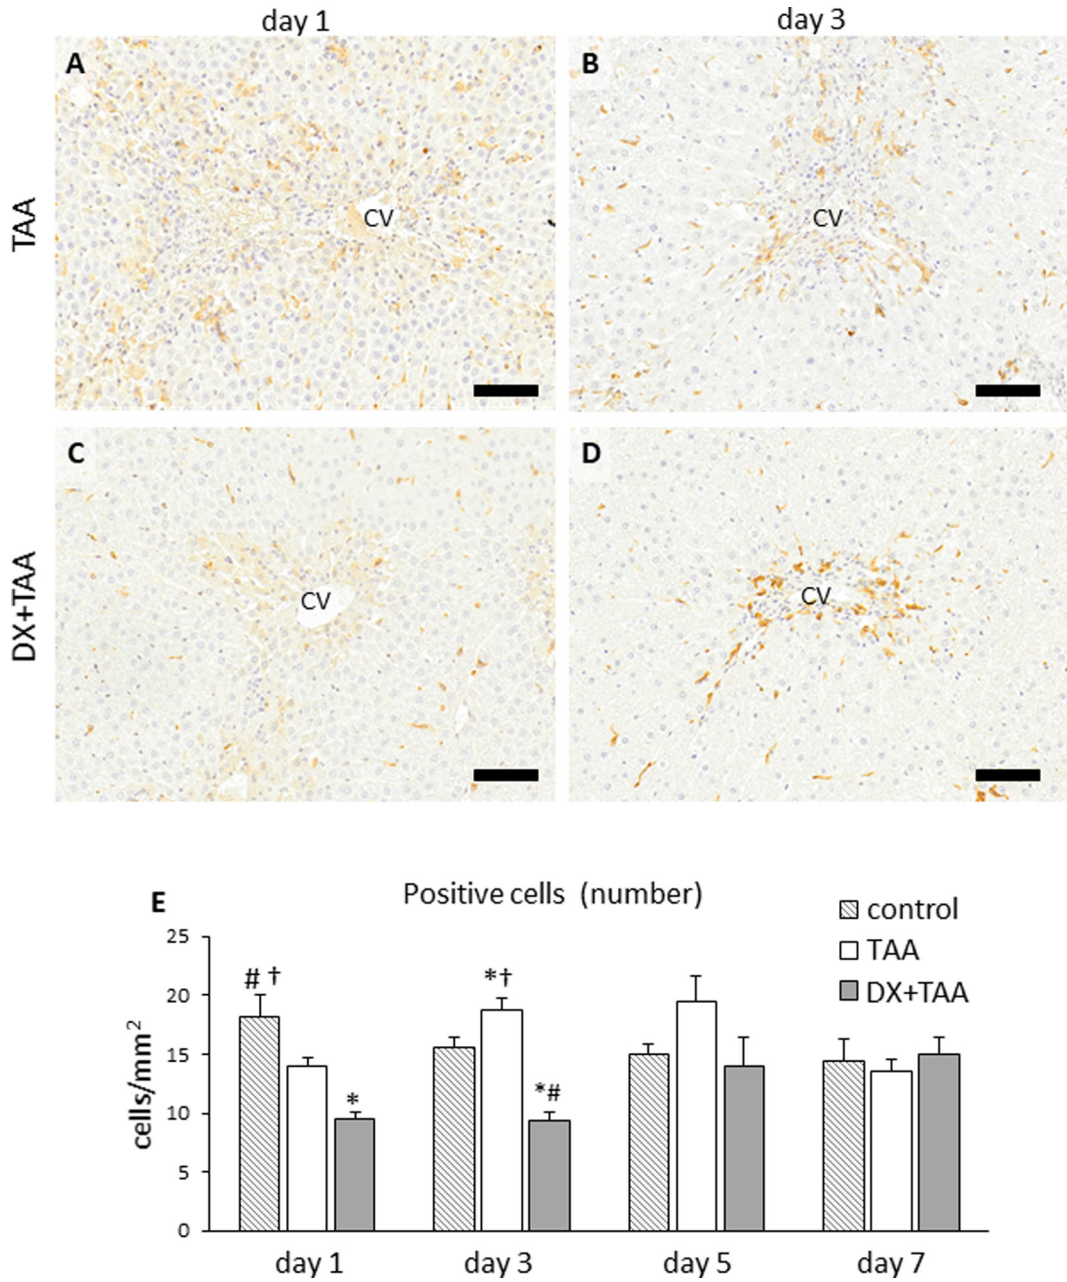 day 1
day 3
TAA
A
CV
B
CV
DX+TAA
C
CV
D
CV
E
Positive cells (number)
control
TAA
DX+TAA
cells/mm²
25
20
15
10
5
0
# †
*
*†
*#
day 1
day 3
day 5
day 7